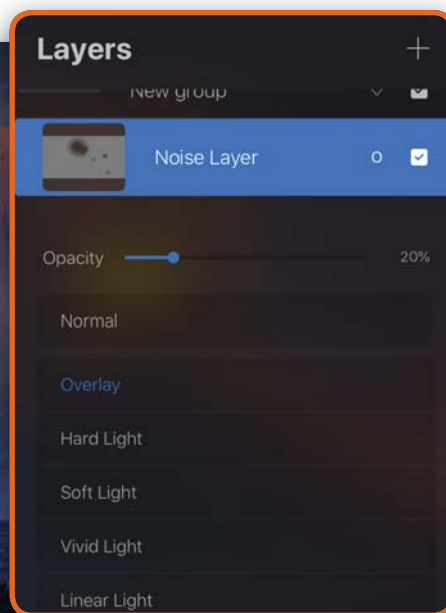 Layers
New group
Noise Layer O
Opacity 20%
Normal
Overlay
Hard Light
Soft Light
Vivid Light
Linear Light